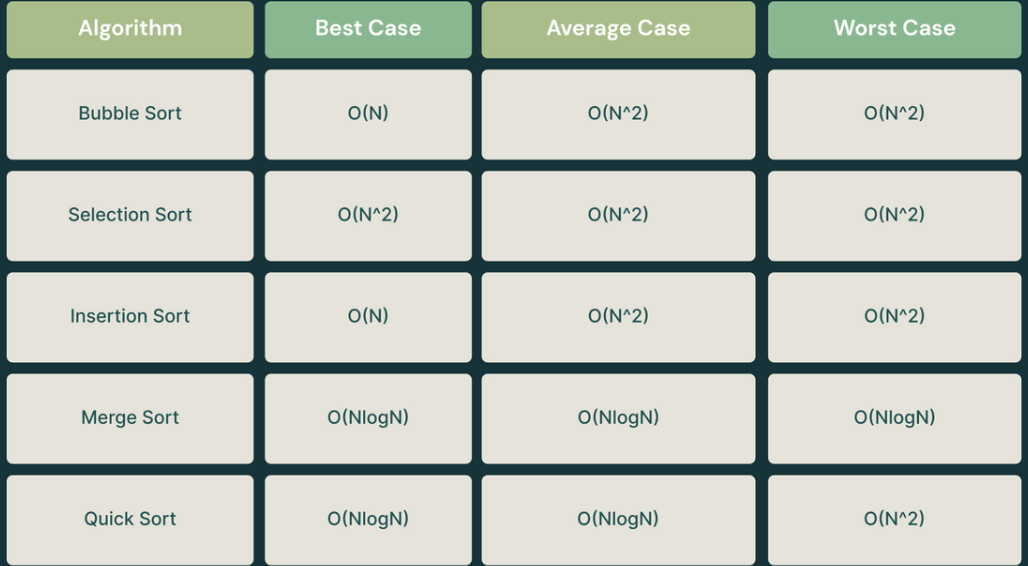 Algorithm Best Case Average Case Worst Case
Bubble Sort O(N) O(N^2) O(N^2)
Selection Sort O(N^2) O(N^2) O(N^2)
Insertion Sort O(N) O(N^2) O(N^2)
Merge Sort O(NlogN) O(NlogN) O(NlogN)
Quick Sort O(NlogN) O(NlogN) O(N^2)